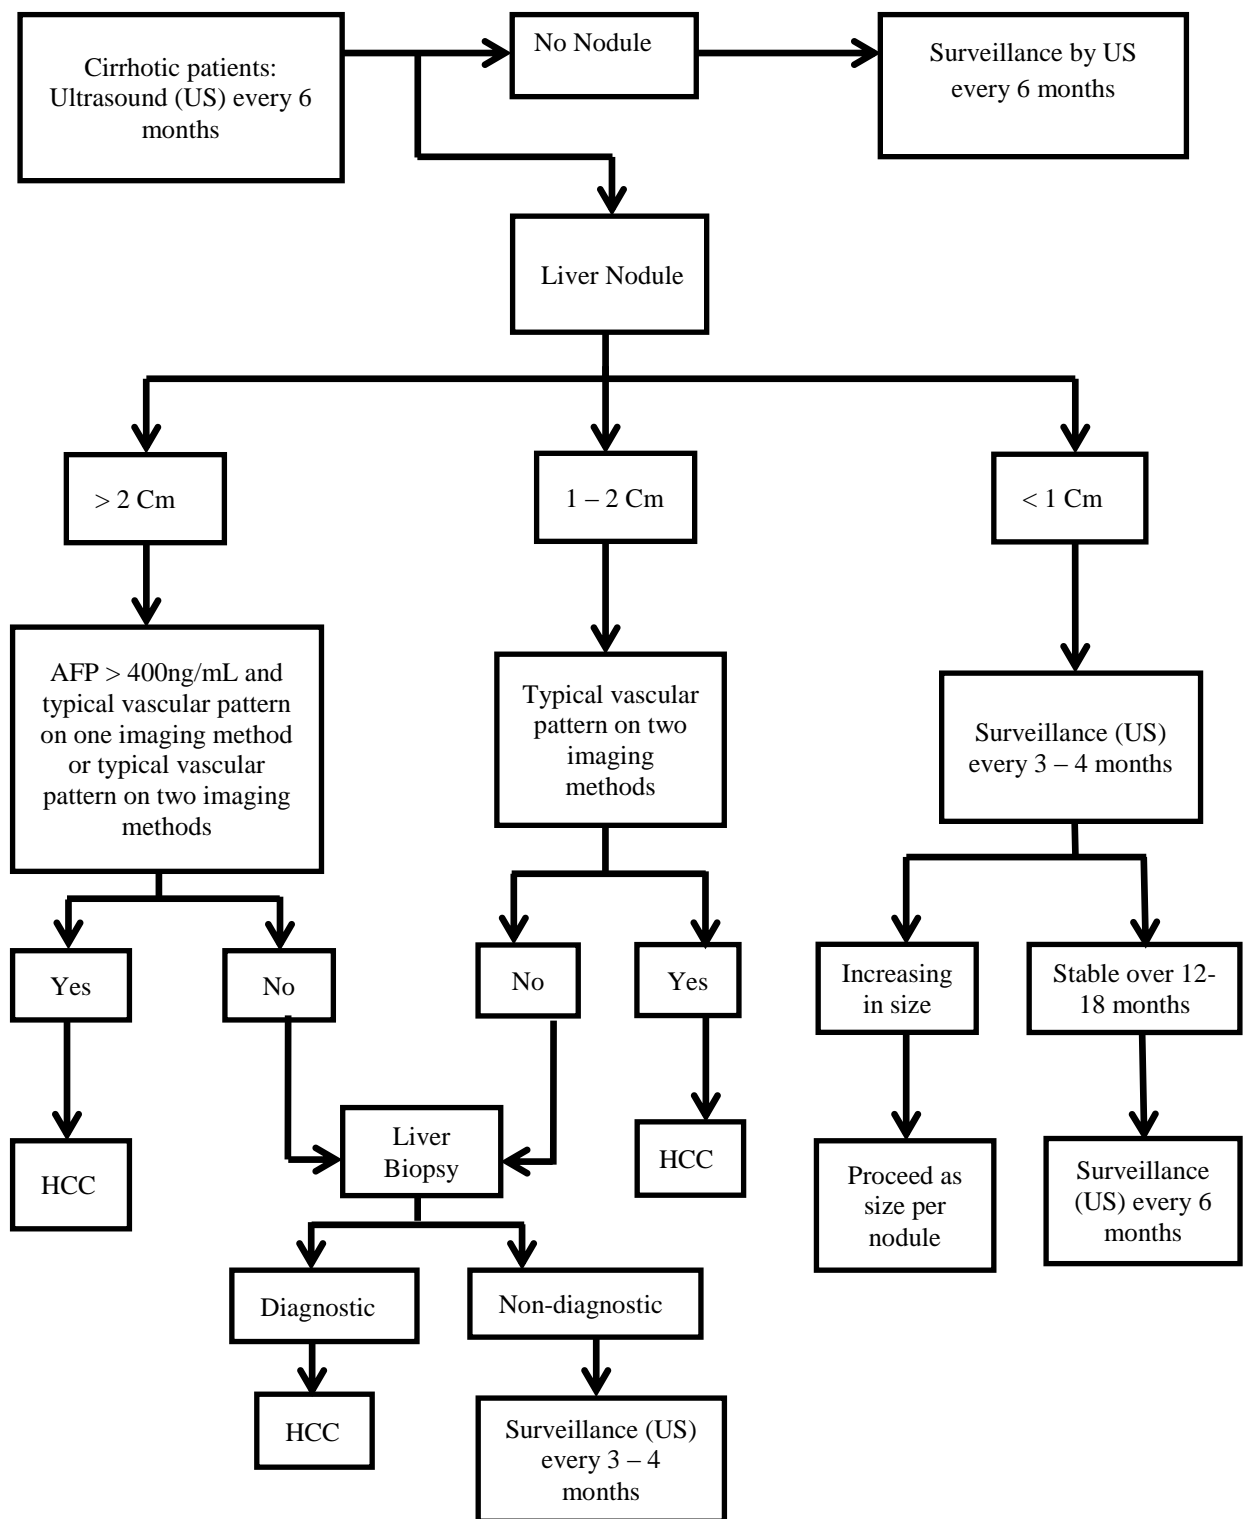 Cirrhotic patients:
Ultrasound (US) every 6
months
No Nodule
Surveillance by US
every 6 months
Liver Nodule
> 2 Cm
1 – 2 Cm
< 1 Cm
AFP > 400ng/mL and
typical vascular pattern
on one imaging method
or typical vascular
pattern on two imaging
methods
Typical vascular
pattern on two
imaging
methods
Surveillance (US)
every 3 – 4 months
Yes
No
No
Yes
Increasing
in size
Stable over 12-
18 months
HCC
Liver
Biopsy
HCC
Proceed as
size per
nodule
Surveillance
(US) every 6
months
Diagnostic
Non-diagnostic
HCC
Surveillance (US)
every 3 – 4
months